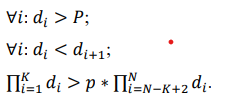 ∀i: dᵢ > P;
∀i: dᵢ < dᵢ₊₁;
∏ᵢ₌₁ᴷ dᵢ > p * ∏ᵢ₌N₋K₊₂ᴺ dᵢ.